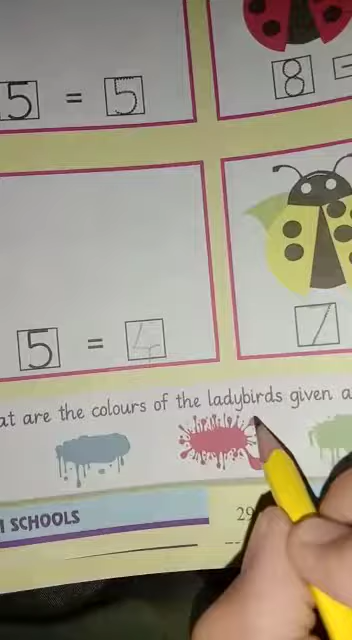 5 = 5
8 -
5 = 4
7
at are the colours of the ladybirds given a
SCHOOLS
29